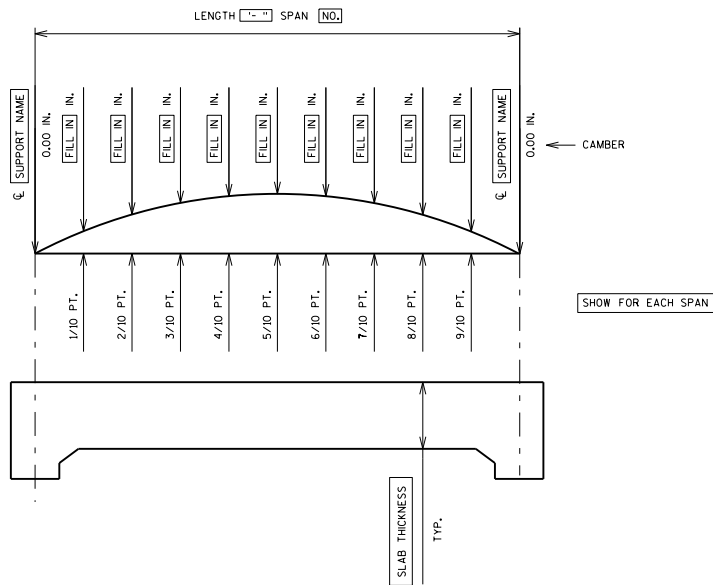 LENGTH '- " SPAN NO.
℄ SUPPORT NAME
0.00 IN.
FILL IN IN.
FILL IN IN.
FILL IN IN.
FILL IN IN.
FILL IN IN.
FILL IN IN.
FILL IN IN.
FILL IN IN.
FILL IN IN.
℄ SUPPORT NAME
0.00 IN.
CAMBER
1/10 PT.
2/10 PT.
3/10 PT.
4/10 PT.
5/10 PT.
6/10 PT.
7/10 PT.
8/10 PT.
9/10 PT.
SHOW FOR EACH SPAN
SLAB THICKNESS
TYP.